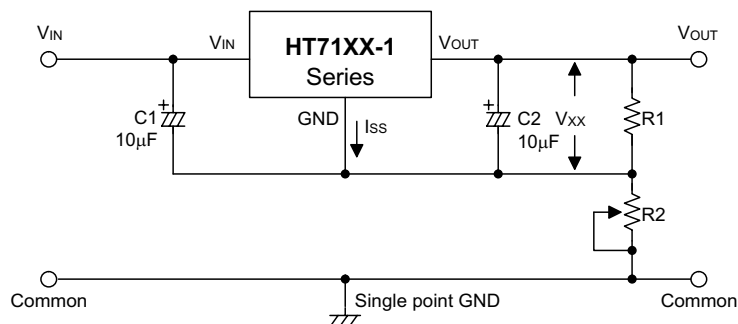 VIN
VIN
HT71XX-1
Series
VOUT
VOUT
C1
10μF
GND
ISS
C2
10μF
VXX
R1
R2
Common
Single point GND
Common